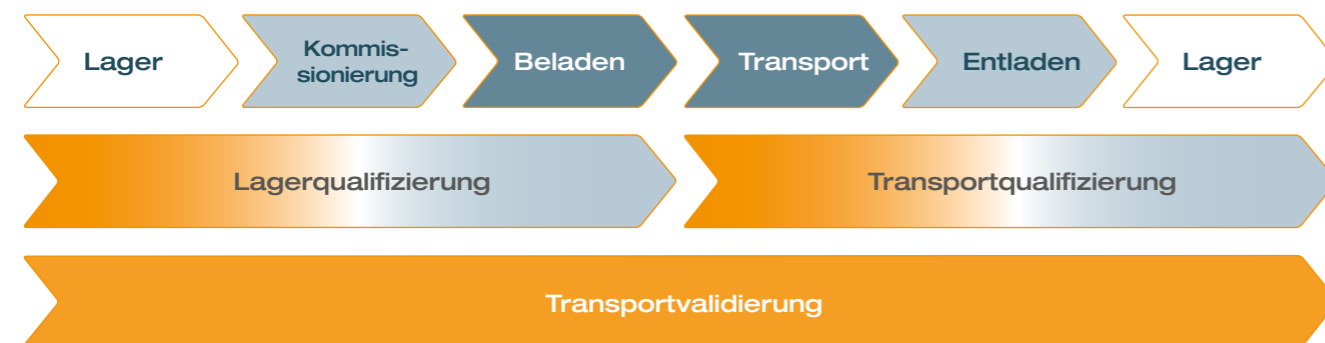 Lager
Kommis-
sionierung
Beladen
Transport
Entladen
Lager
Lagerqualifizierung
Transportqualifizierung
Transportvalidierung